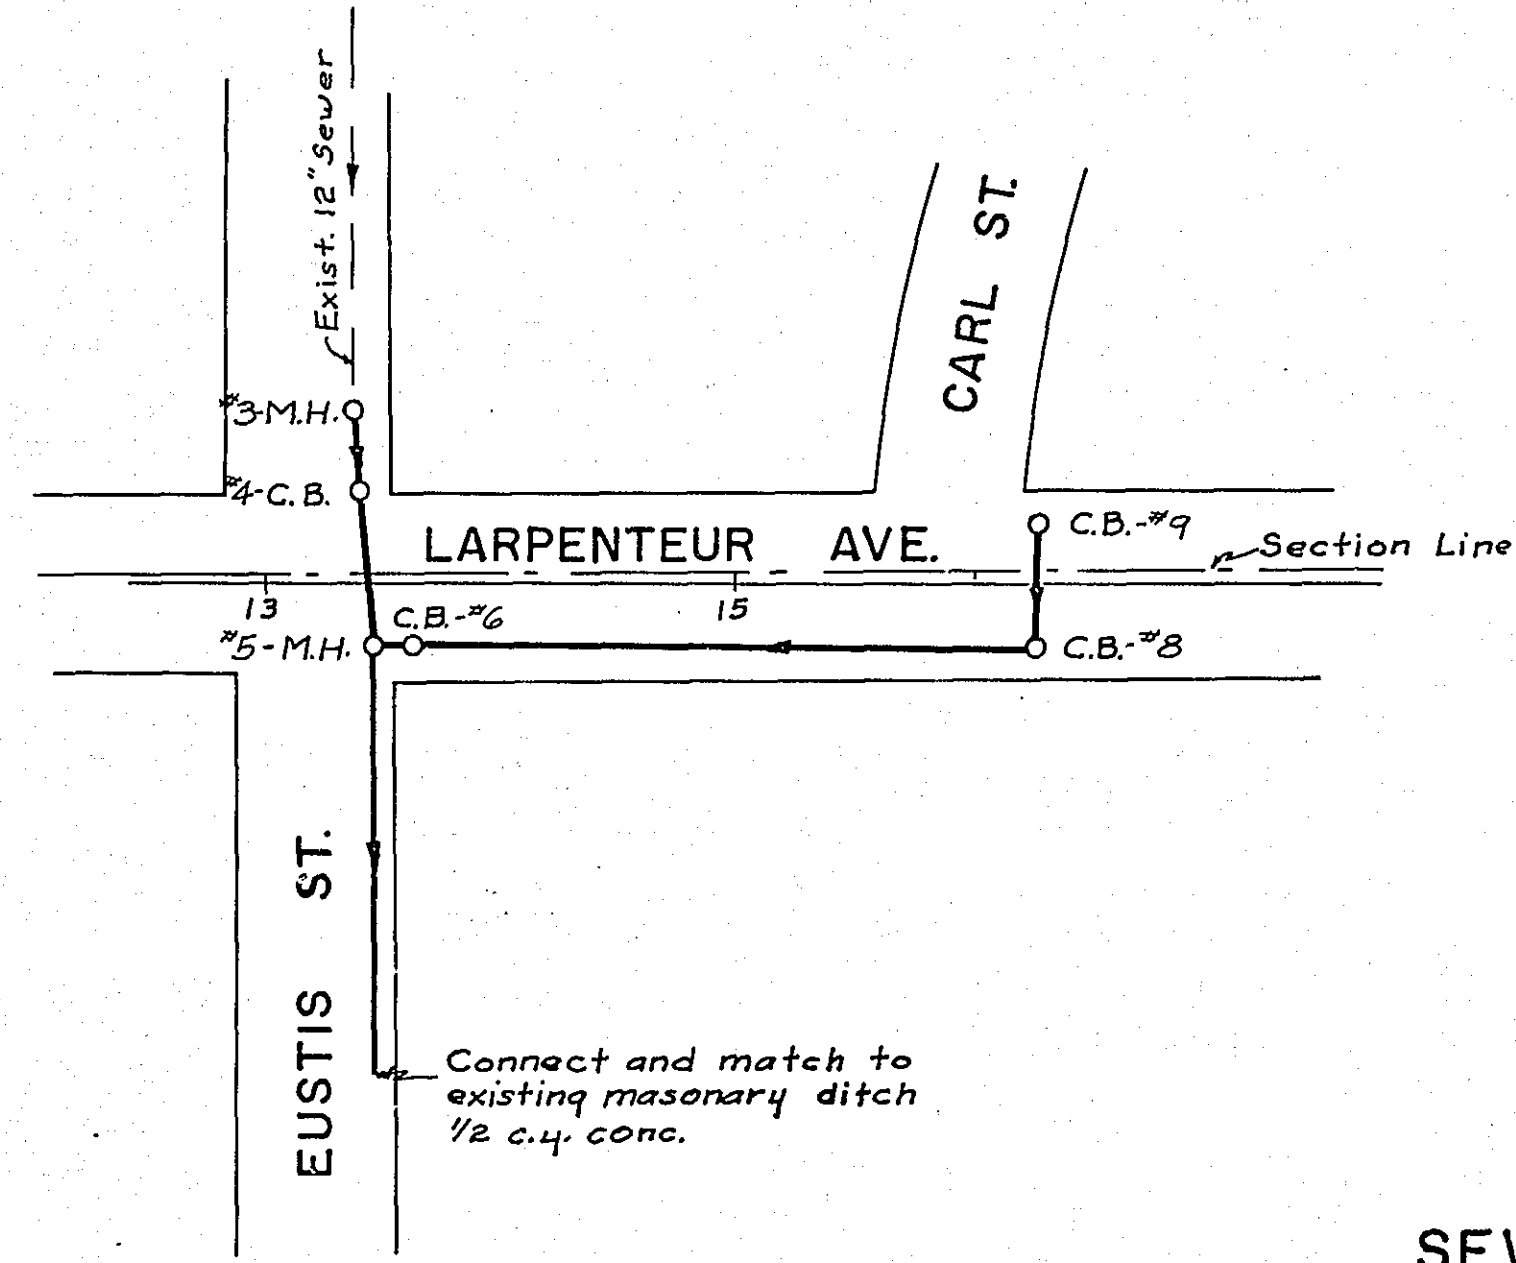 Exist. 12" Sewer
CARL ST.
#3-M.H.
#4-C.B.
LARPENTEUR AVE.
C.B.-#9
Section Line
13
15
C.B.-#6
#5-M.H.
C.B.-#8
EUSTIS ST.
Connect and match to
existing masonary ditch
1/2 c.y. conc.